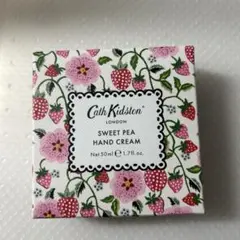 Cath Kidston
LONDON
SWEET PEA
HAND CREAM
Net 50ml ℮ 1.7fl. oz.